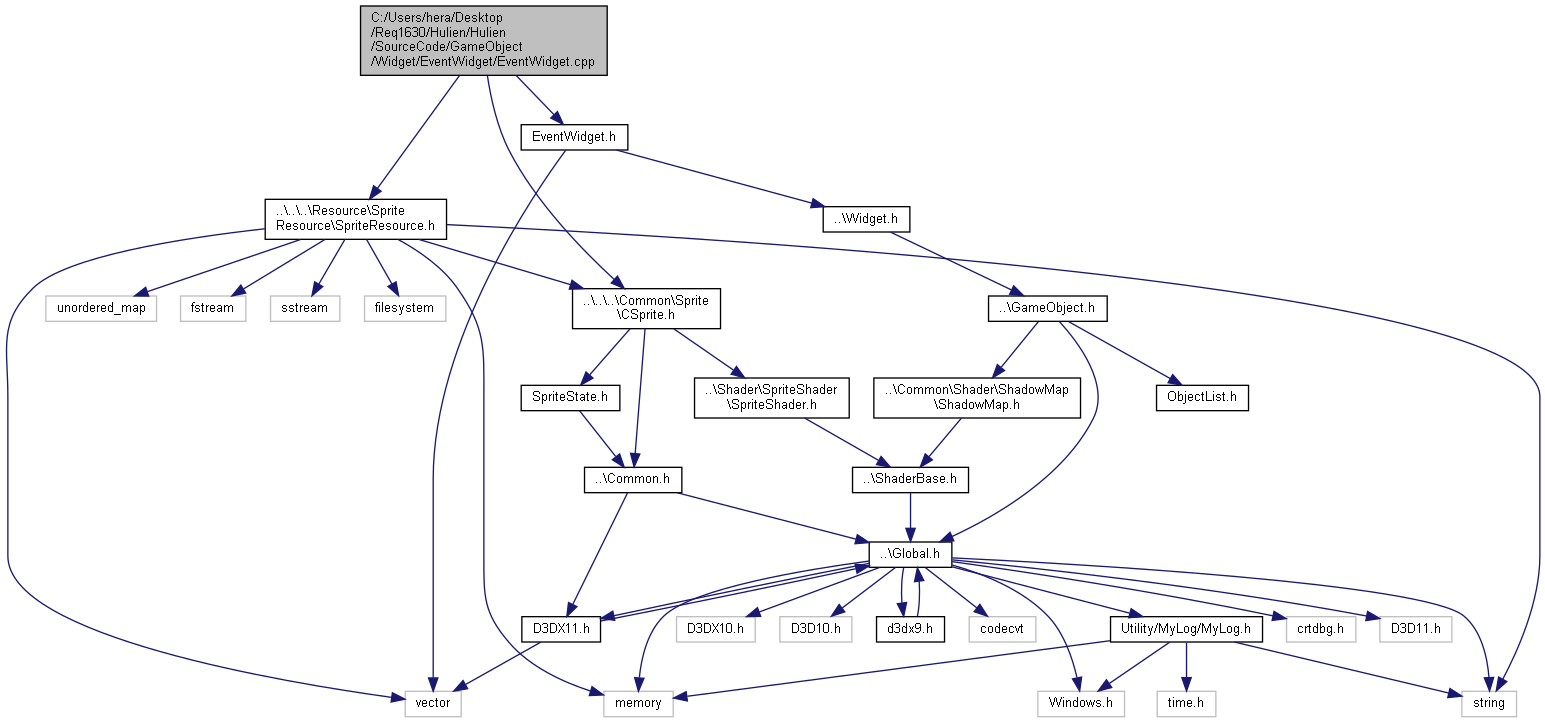 C:/Users/hera/Desktop
/Req1630/Hulien/Hulien
/SourceCode/GameObject
/Widget/EventWidget/EventWidget.cpp
EventWidget.h
..\..\..\Resource\Sprite
Resource\SpriteResource.h
..\Widget.h
unordered_map
fstream
sstream
filesystem
..\..\..\Common\Sprite
\CSprite.h
..\GameObject.h
SpriteState.h
..\Shader\SpriteShader
\SpriteShader.h
..\Common\Shader\ShadowMap
\ShadowMap.h
ObjectList.h
..\Common.h
..\ShaderBase.h
..\Global.h
D3DX11.h
D3DX10.h
D3D10.h
d3dx9.h
codecvt
Utility/MyLog/MyLog.h
crtdbg.h
D3D11.h
vector
memory
Windows.h
time.h
string